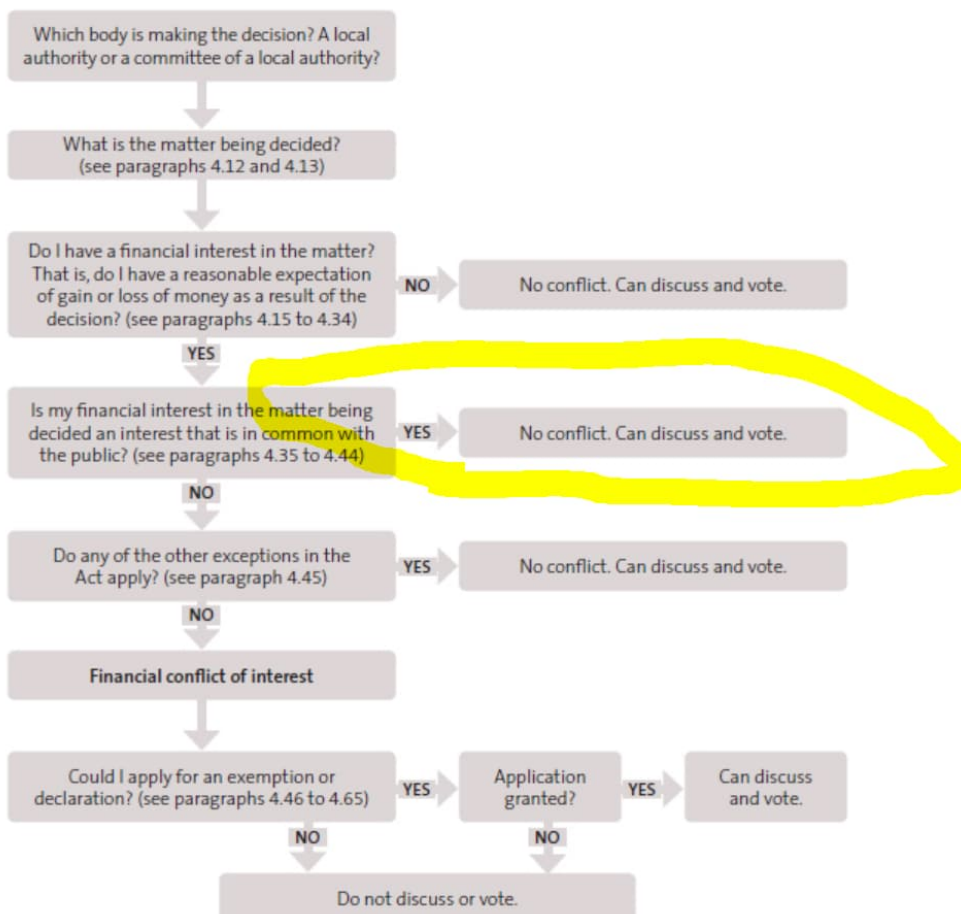 Which body is making the decision? A local
authority or a committee of a local authority?
What is the matter being decided?
(see paragraphs 4.12 and 4.13)
Do I have a financial interest in the matter?
That is, do I have a reasonable expectation
of gain or loss of money as a result of the
decision? (see paragraphs 4.15 to 4.34)
NO
No conflict. Can discuss and vote.
YES
Is my financial interest in the matter being
decided an interest that is in common with
the public? (see paragraphs 4.35 to 4.44)
YES
No conflict. Can discuss and vote.
NO
Do any of the other exceptions in the
Act apply? (see paragraph 4.45)
YES
No conflict. Can discuss and vote.
NO
Financial conflict of interest
Could I apply for an exemption or
declaration? (see paragraphs 4.46 to 4.65)
YES
Application
granted?
YES
Can discuss
and vote.
NO
NO
Do not discuss or vote.